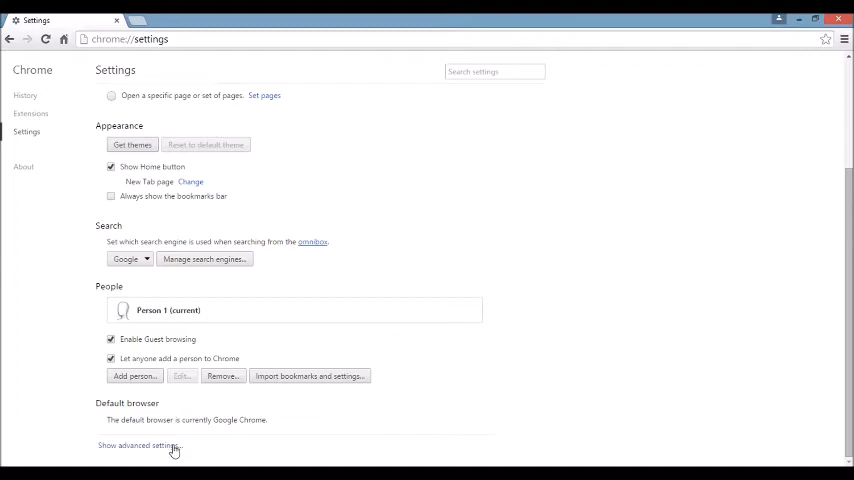 Settings
chrome://settings
Chrome
Settings
Search settings
History
Extensions
Settings
About
Open a specific page or set of pages. Set pages
Appearance
Get themes
Reset to default theme
Show Home button
New Tab page Change
Always show the bookmarks bar
Search
Set which search engine is used when searching from the omnibox.
Google
Manage search engines...
People
Person 1 (current)
Enable Guest browsing
Let anyone add a person to Chrome
Add person...
Edit...
Remove...
Import bookmarks and settings...
Default browser
The default browser is currently Google Chrome.
Show advanced settings...